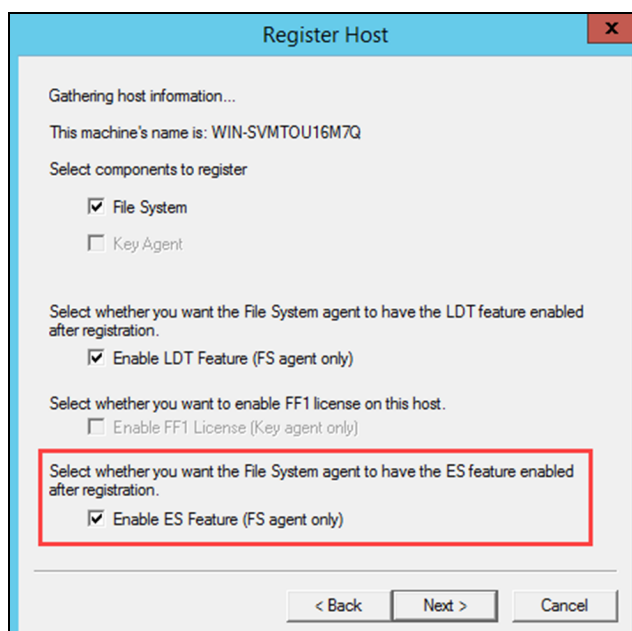 Register Host
x
Gathering host information...
This machine's name is: WIN-SVMTOU16M7Q
Select components to register
File System
Key Agent
Select whether you want the File System agent to have the LDT feature enabled
after registration.
Enable LDT Feature (FS agent only)
Select whether you want to enable FF1 license on this host.
Enable FF1 License (Key agent only)
Select whether you want the File System agent to have the ES feature enabled
after registration.
Enable ES Feature (FS agent only)
< Back
Next >
Cancel